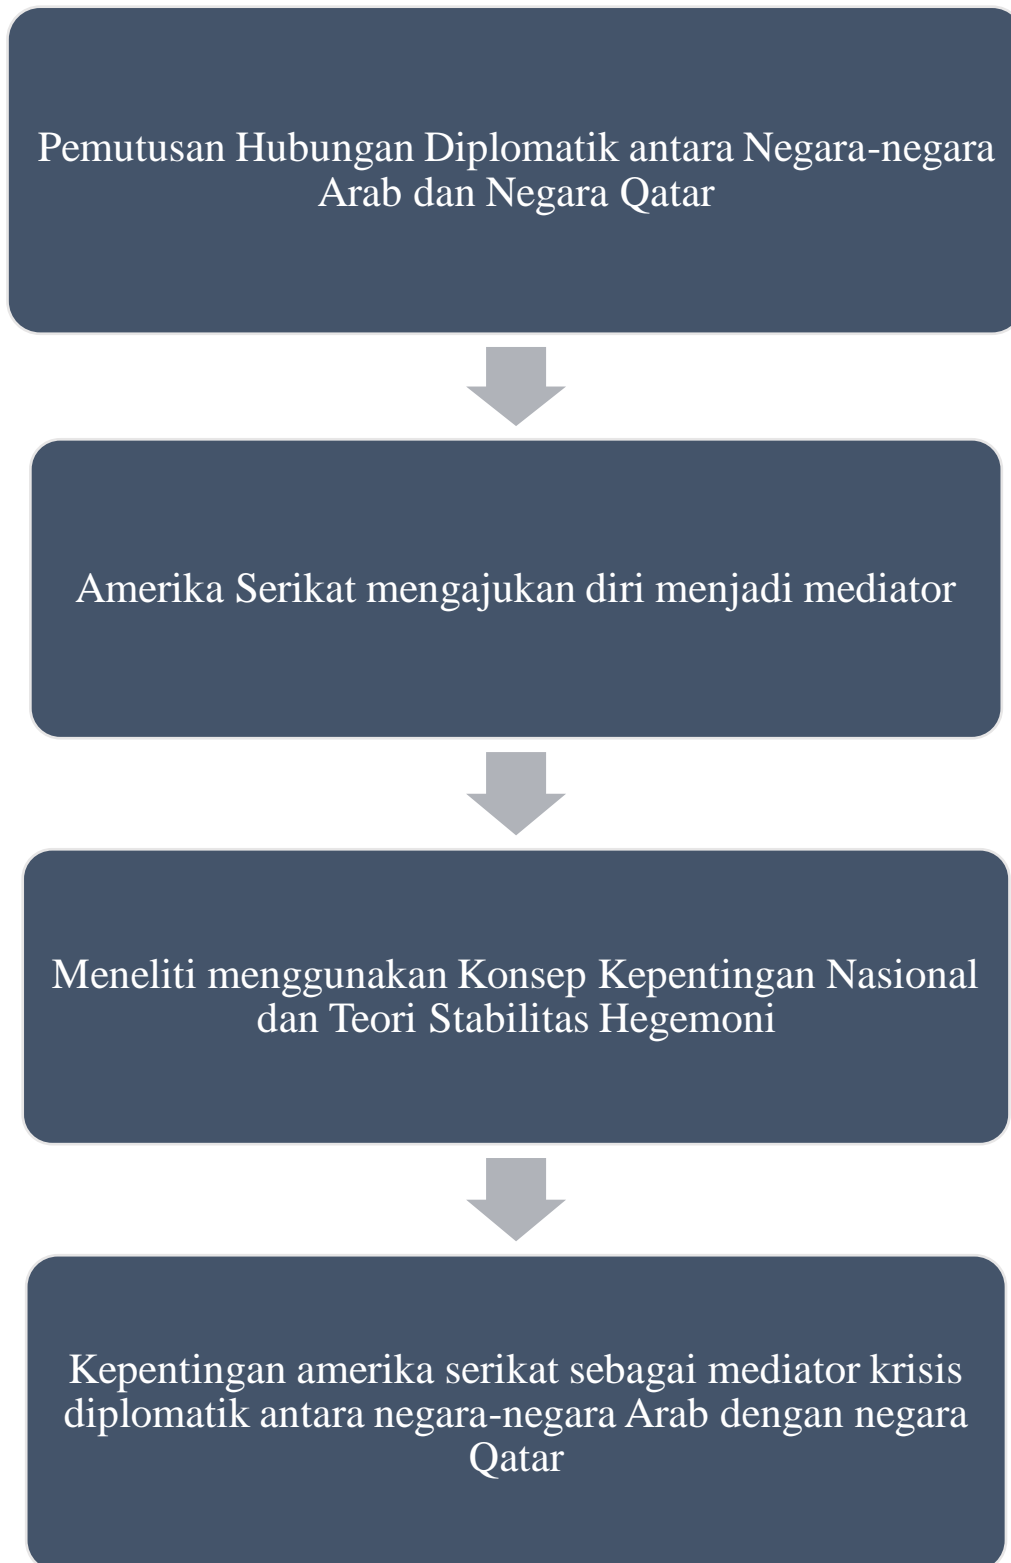 Pemutusan Hubungan Diplomatik antara Negara-negara
Arab dan Negara Qatar
Amerika Serikat mengajukan diri menjadi mediator
Meneliti menggunakan Konsep Kepentingan Nasional
dan Teori Stabilitas Hegemoni
Kepentingan amerika serikat sebagai mediator krisis
diplomatik antara negara-negara Arab dengan negara
Qatar